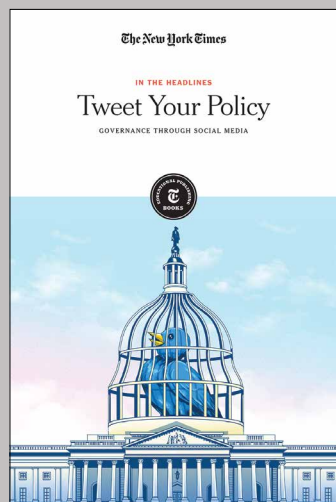 The New York Times
IN THE HEADLINES
Tweet Your Policy
GOVERNANCE THROUGH SOCIAL MEDIA
EDUCATIONAL PUBLISHING
T
BOOKS